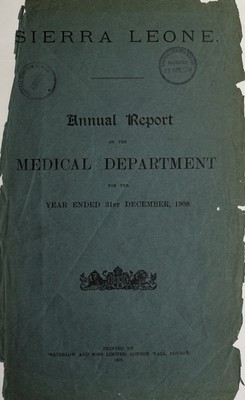 SIERRA LEONE.
Annual Report
OF THE
MEDICAL DEPARTMENT
FOR THE
YEAR ENDED 31ST DECEMBER, 1909.
PRINTED BY
WATERLOW AND SONS LIMITED, LONDON WALL, LONDON.